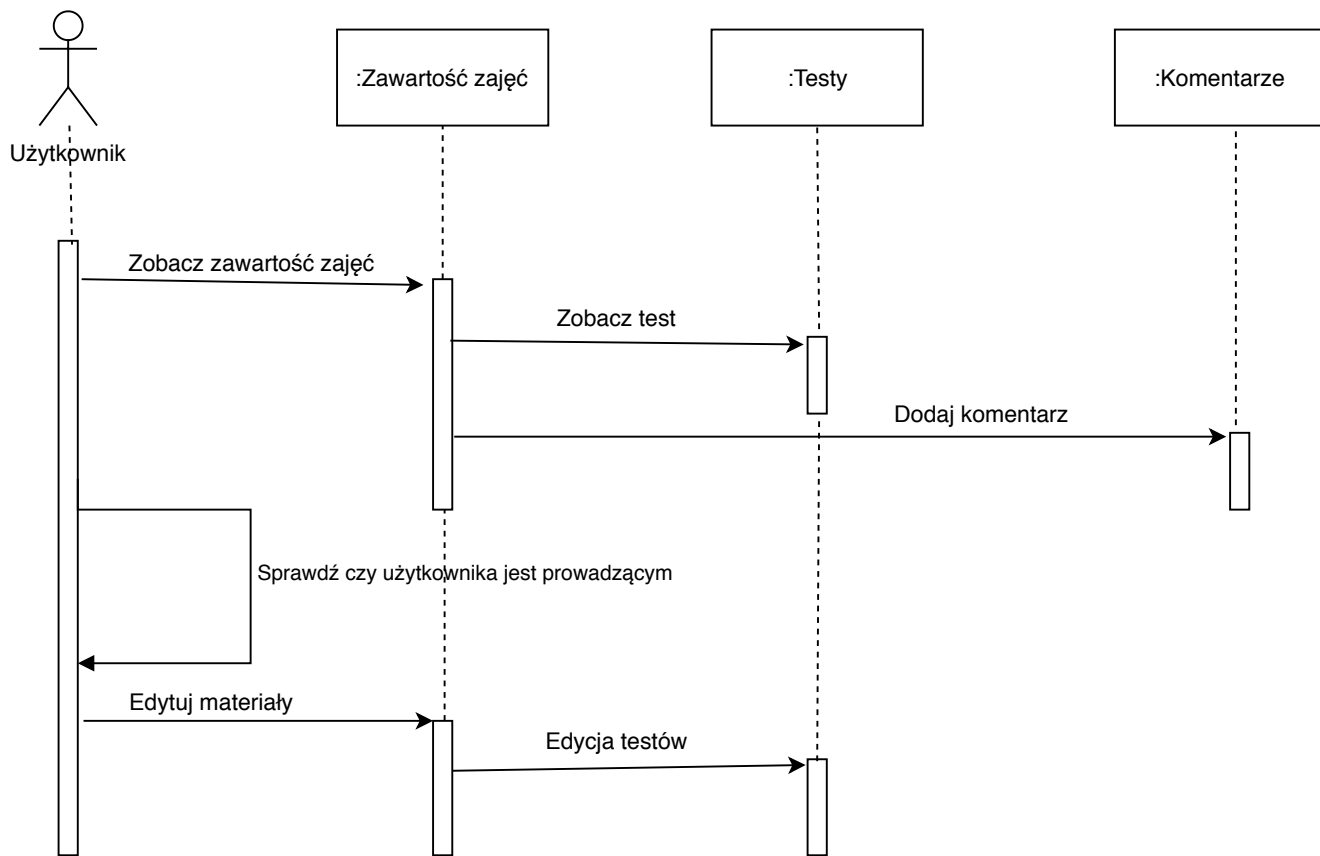 :Zawartość zajęć
:Testy
:Komentarze
Użytkownik
Zobacz zawartość zajęć
Zobacz test
Dodaj komentarz
Sprawdź czy użytkownika jest prowadzącym
Edytuj materiały
Edycja testów